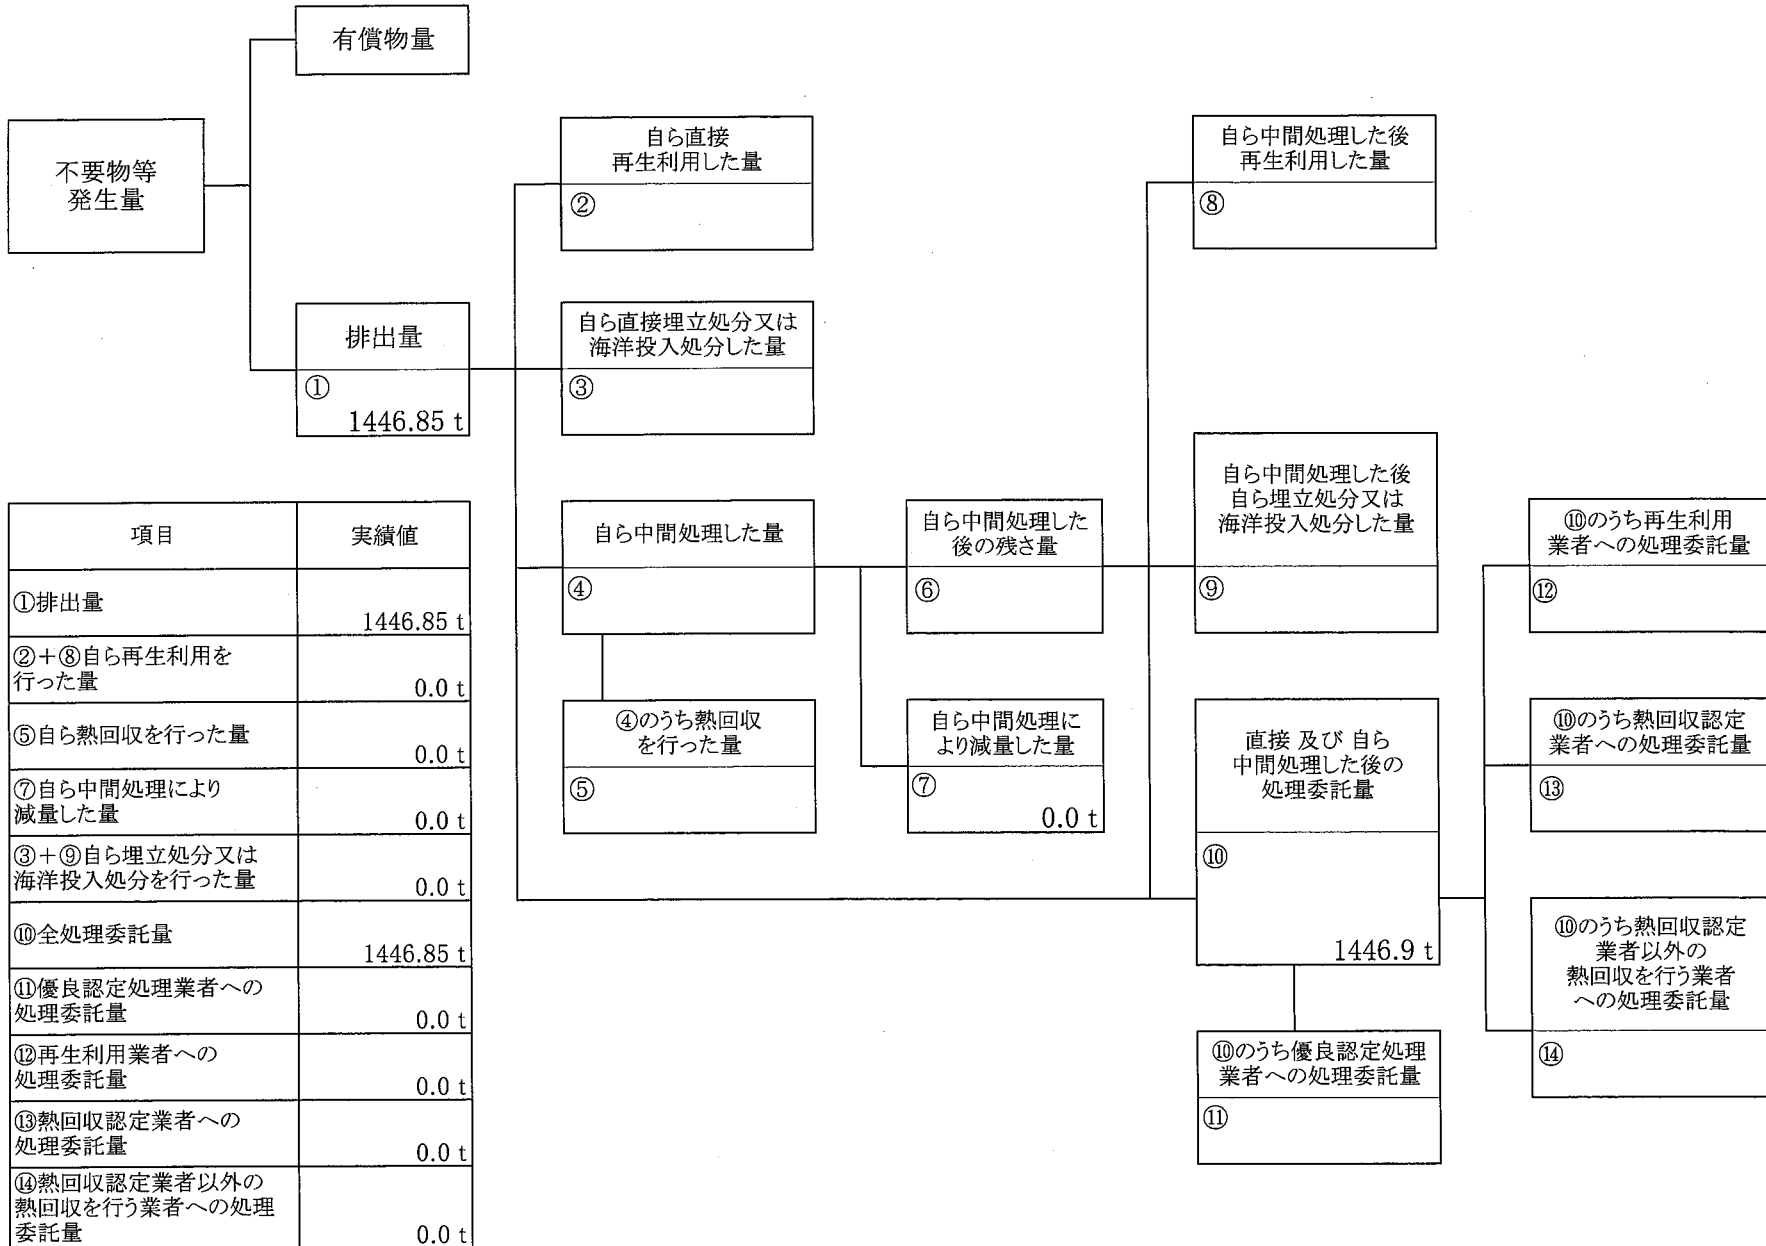 有償物量
不要物等
発生量
排出量
①
1446.85 t
自ら直接
再生利用した量
②
自ら直接埋立処分又は
海洋投入処分した量
③
自ら中間処理した量
④
④のうち熱回収
を行った量
⑤
自ら中間処理した
後の残さ量
⑥
自ら中間処理に
より減量した量
⑦
0.0 t
自ら中間処理した後
再生利用した量
⑧
自ら中間処理した後
自ら埋立処分又は
海洋投入処分した量
⑨
直接 及び 自ら
中間処理した後の
処理委託量
⑩
1446.9 t
⑩のうち優良認定処理
業者への処理委託量
⑪
⑩のうち再生利用
業者への処理委託量
⑫
⑩のうち熱回収認定
業者への処理委託量
⑬
⑩のうち熱回収認定
業者以外の
熱回収を行う業者
への処理委託量
⑭
項目 実績値
①排出量
1446.85 t
②+⑧自ら再生利用を
行った量
0.0 t
⑤自ら熱回収を行った量
0.0 t
⑦自ら中間処理により
減量した量
0.0 t
③+⑨自ら埋立処分又は
海洋投入処分を行った量
0.0 t
⑩全処理委託量
1446.85 t
⑪優良認定処理業者への
処理委託量
0.0 t
⑫再生利用業者への
処理委託量
0.0 t
⑬熱回収認定業者への
処理委託量
0.0 t
⑭熱回収認定業者以外の
熱回収を行う業者への処理
委託量
0.0 t